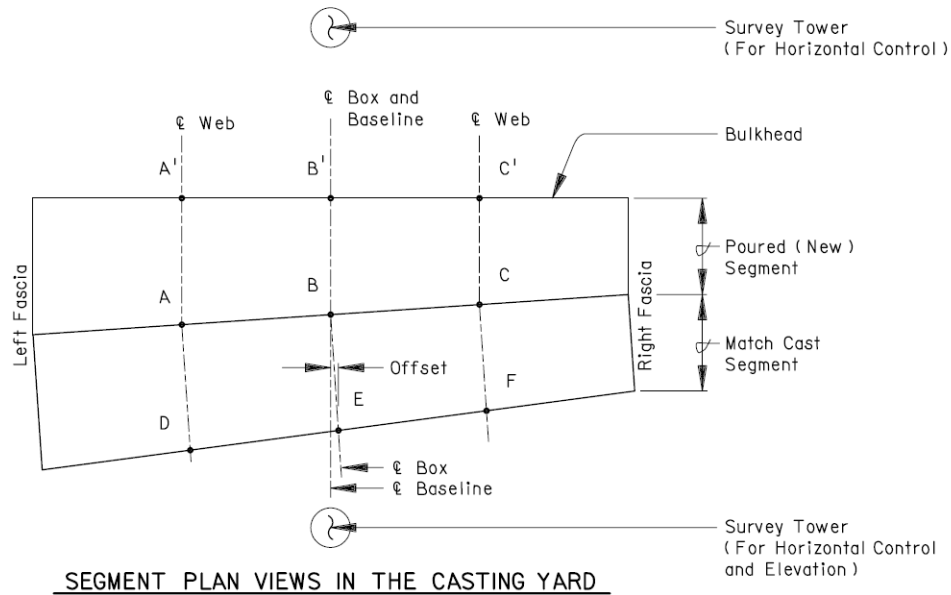 Survey Tower
(For Horizontal Control)
℄ Box and
Baseline
℄ Web
℄ Web
Bulkhead
A'
B'
C'
Left Fascia
Right Fascia
Poured (New)
Segment
A
B
C
Match Cast
Segment
Offset
D
E
F
℄ Box
℄ Baseline
Survey Tower
(For Horizontal Control
and Elevation)
SEGMENT PLAN VIEWS IN THE CASTING YARD